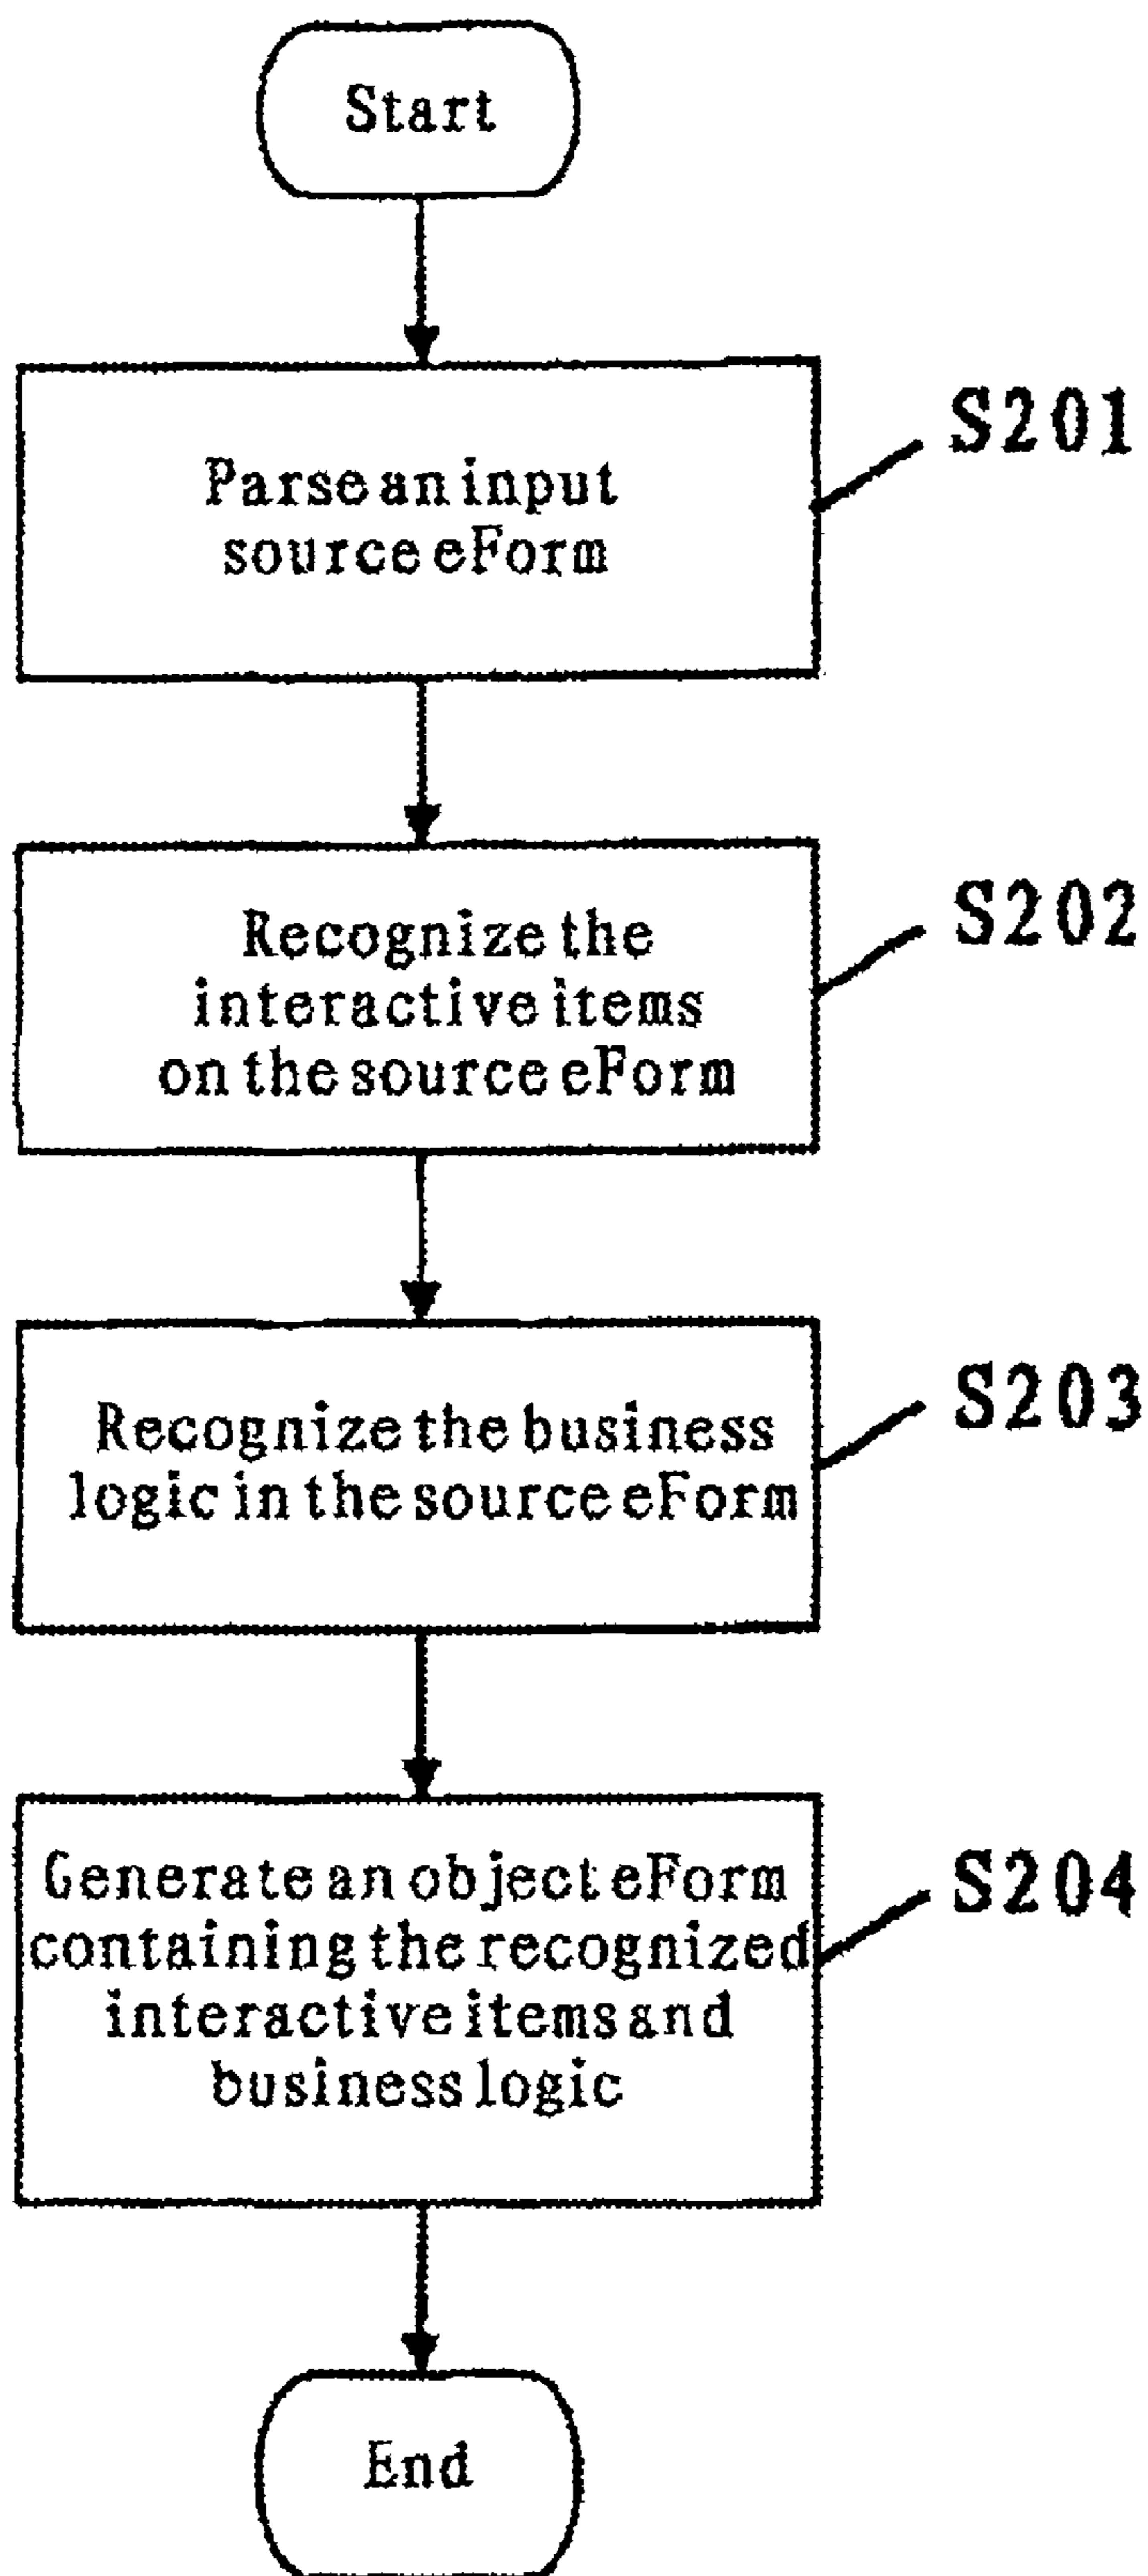 Start
S201
Parse an input
source eForm
S202
Recognize the
interactive items
on the source eForm
S203
Recognize the business
logic in the source eForm
S204
Generate an object eForm
containing the recognized
interactive items and
business logic
End